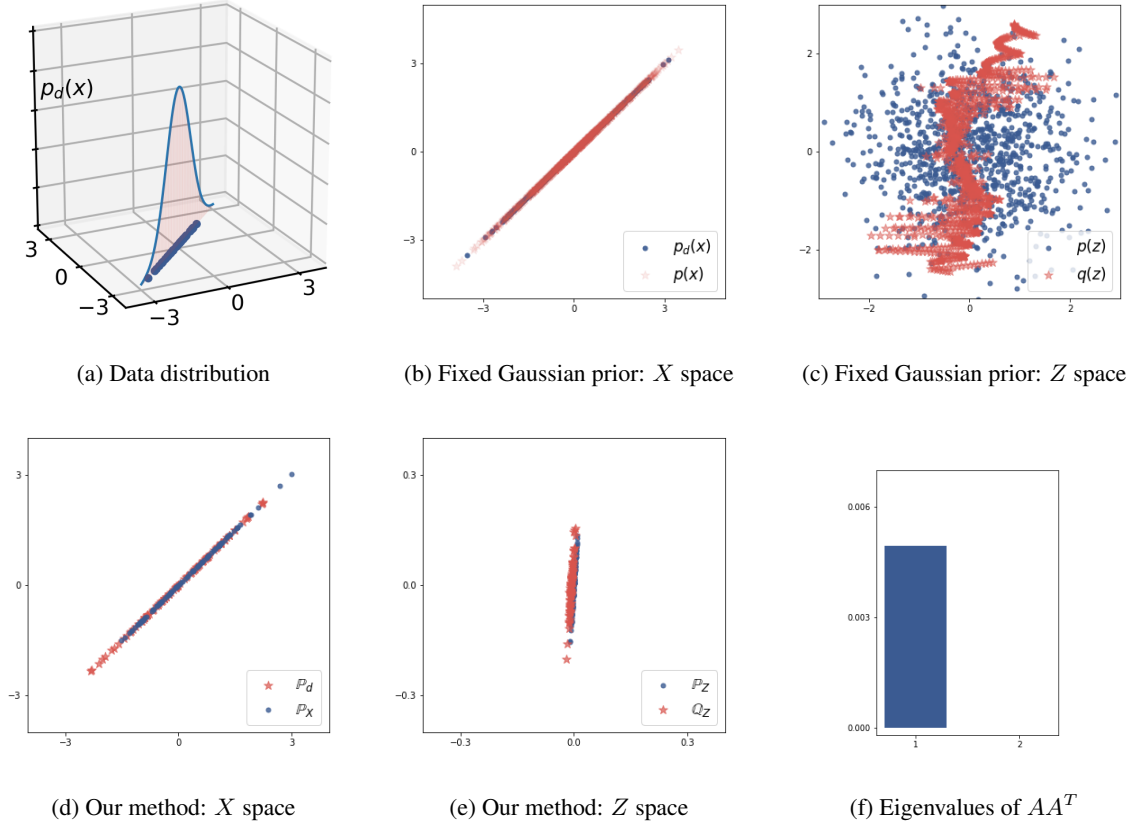 p_d(x)
3
0
−3
−3
0
3
3
0
−3
−3
0
3
p_d(x)
p(x)
2
0
−2
−2
0
2
p(z)
q(z)
(a) Data distribution
(b) Fixed Gaussian prior: X space
(c) Fixed Gaussian prior: Z space
3
0
−3
−3
0
3
ℙ_d
ℙ_X
0.3
0.0
−0.3
−0.3
0.0
0.3
ℙ_Z
ℚ_Z
0.006
0.003
0.000
1
2
(d) Our method: X space
(e) Our method: Z space
(f) Eigenvalues of AA^T